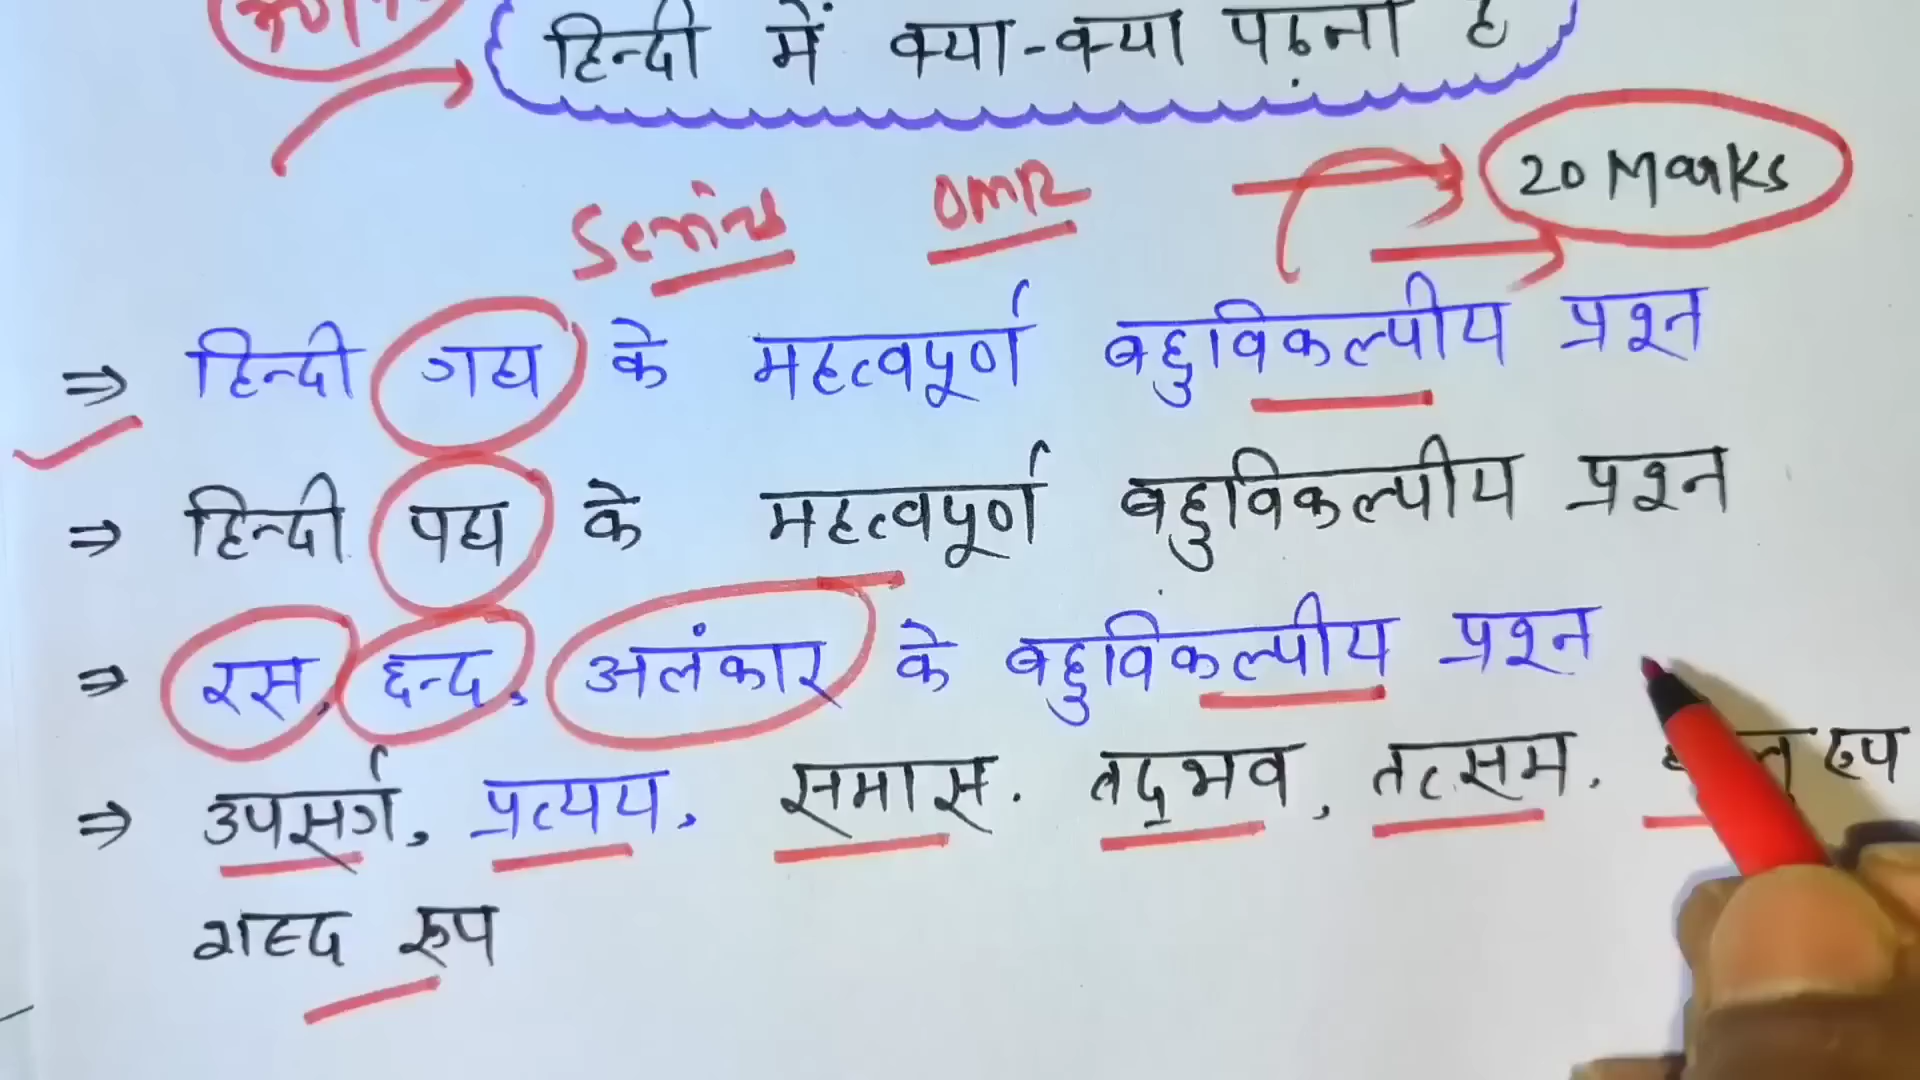 हिन्दी में क्या-क्या पढ़ना है
20 Marks
OMR
⇒ हिन्दी गद्य के महत्वपूर्ण बहुविकल्पीय प्रश्न
⇒ हिन्दी पद्य के महत्वपूर्ण बहुविकल्पीय प्रश्न
⇒ रस, छन्द, अलंकार के बहुविकल्पीय प्रश्न
⇒ उपसर्ग, प्रत्यय, समास. तद्भव, तत्सम. रूप
शब्द रूप